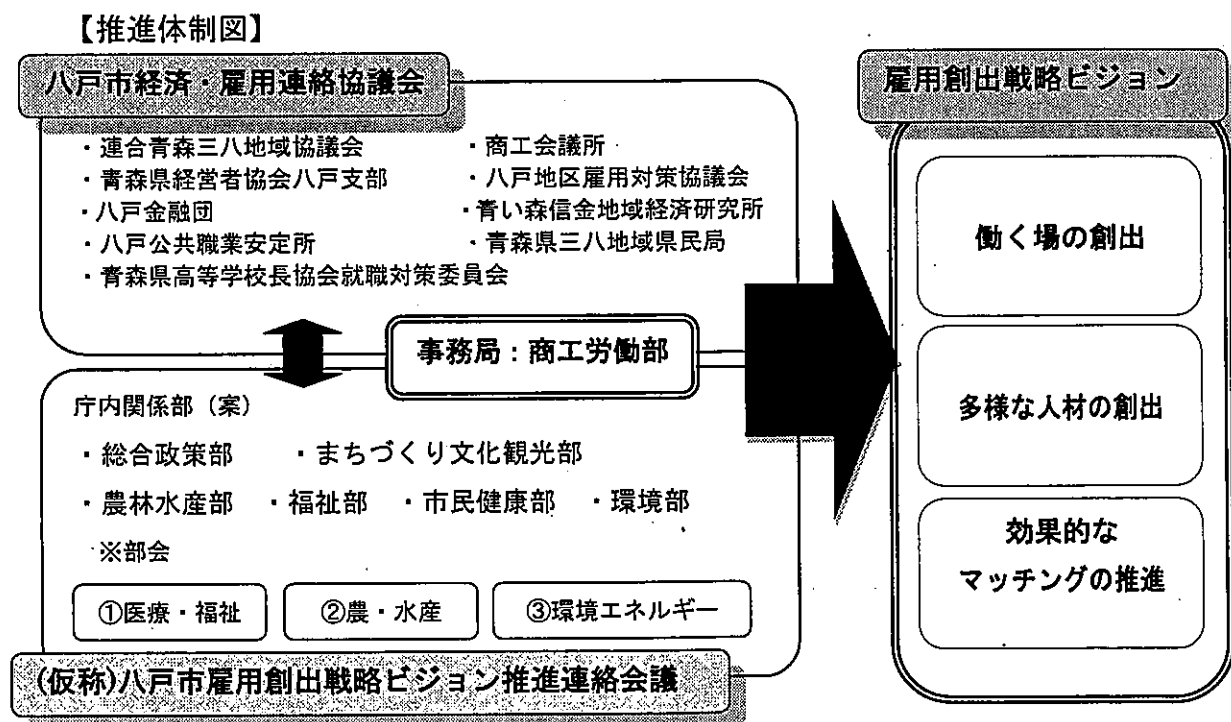 【推進体制図】
八戸市経済・雇用連絡協議会
・連合青森三八地域協議会
・青森県経営者協会八戸支部
・八戸金融団
・八戸公共職業安定所
・青森県高等学校長協会就職対策委員会
・商工会議所
・八戸地区雇用対策協議会
・青い森信金地域経済研究所
・青森県三八地域県民局
事務局：商工労働部
庁内関係部（案）
・総合政策部　・まちづくり文化観光部
・農林水産部　・福祉部　・市民健康部　・環境部
※部会
①医療・福祉　②農・水産　③環境エネルギー
(仮称)八戸市雇用創出戦略ビジョン推進連絡会議
雇用創出戦略ビジョン
働く場の創出
多様な人材の創出
効果的な
マッチングの推進